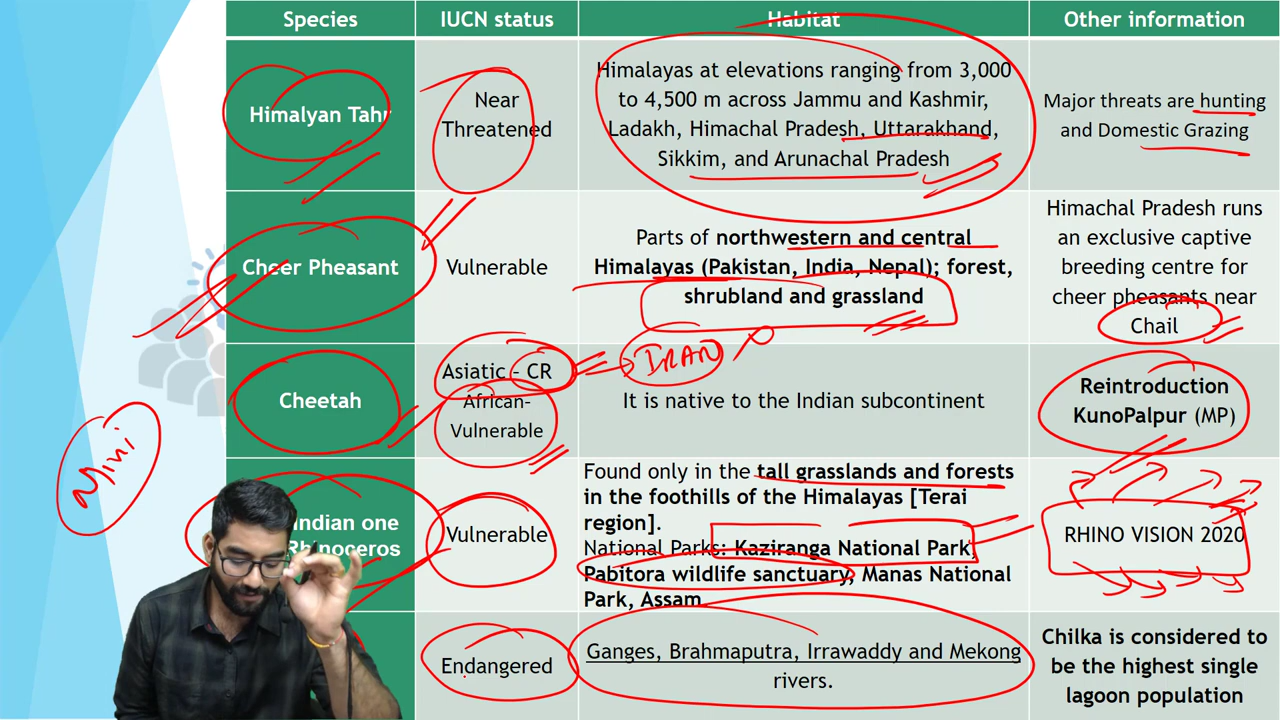 Species
IUCN status
Habitat
Other information
Himalyan Tahr
Near
Threatened
Himalayas at elevations ranging from 3,000
to 4,500 m across Jammu and Kashmir,
Ladakh, Himachal Pradesh, Uttarakhand,
Sikkim, and Arunachal Pradesh
Major threats are hunting
and Domestic Grazing
Cheer Pheasant
Vulnerable
Parts of northwestern and central
Himalayas (Pakistan, India, Nepal); forest,
shrubland and grassland
Himachal Pradesh runs
an exclusive captive
breeding centre for
cheer pheasants near
Chail
Cheetah
Asiatic - CR
African-
Vulnerable
IRAN
It is native to the Indian subcontinent
Reintroduction
KunoPalpur (MP)
Mini
Indian one
Rhinoceros
Vulnerable
Found only in the tall grasslands and forests
in the foothills of the Himalayas [Terai
region].
National Parks: Kaziranga National Park,
Pabitora wildlife sanctuary, Manas National
Park, Assam
RHINO VISION 2020
Endangered
Ganges, Brahmaputra, Irrawaddy and Mekong
rivers.
Chilka is considered to
be the highest single
lagoon population